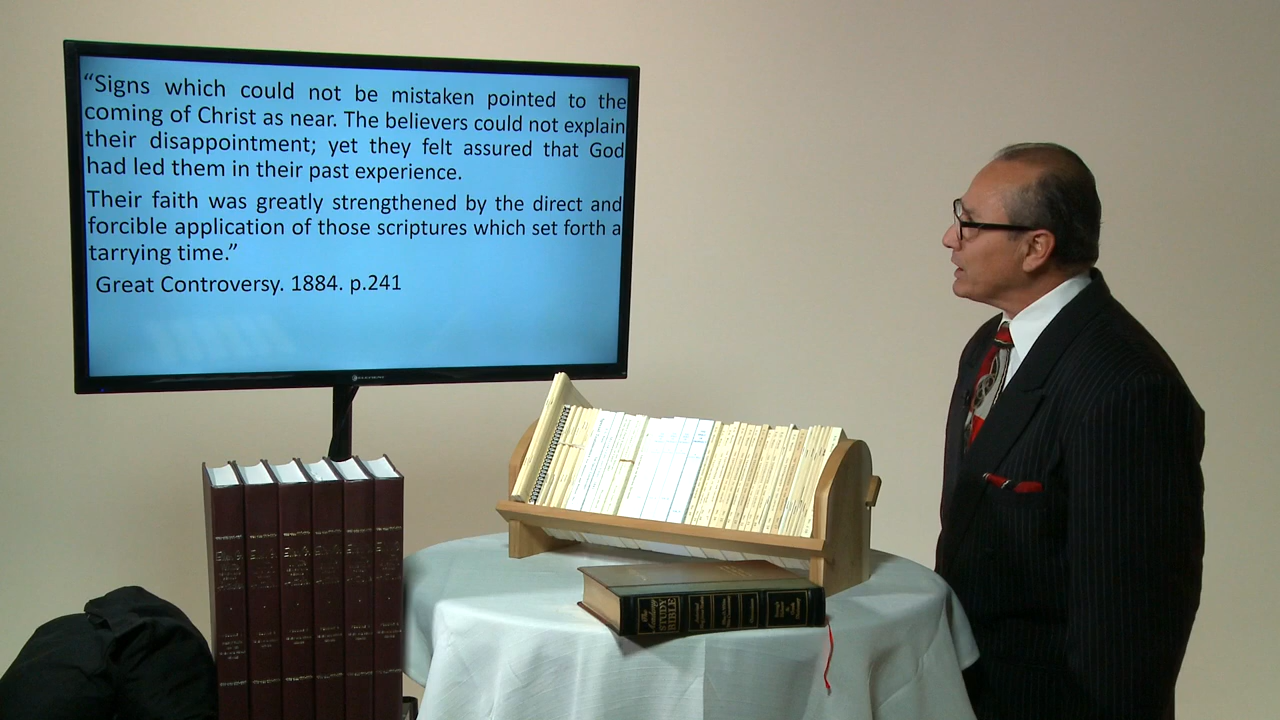 “Signs which could not be mistaken pointed to the
coming of Christ as near. The believers could not explain
their disappointment; yet they felt assured that God
had led them in their past experience.
Their faith was greatly strengthened by the direct and
forcible application of those scriptures which set forth a
tarrying time.”
Great Controversy. 1884. p.241
STUDY
BIBLE